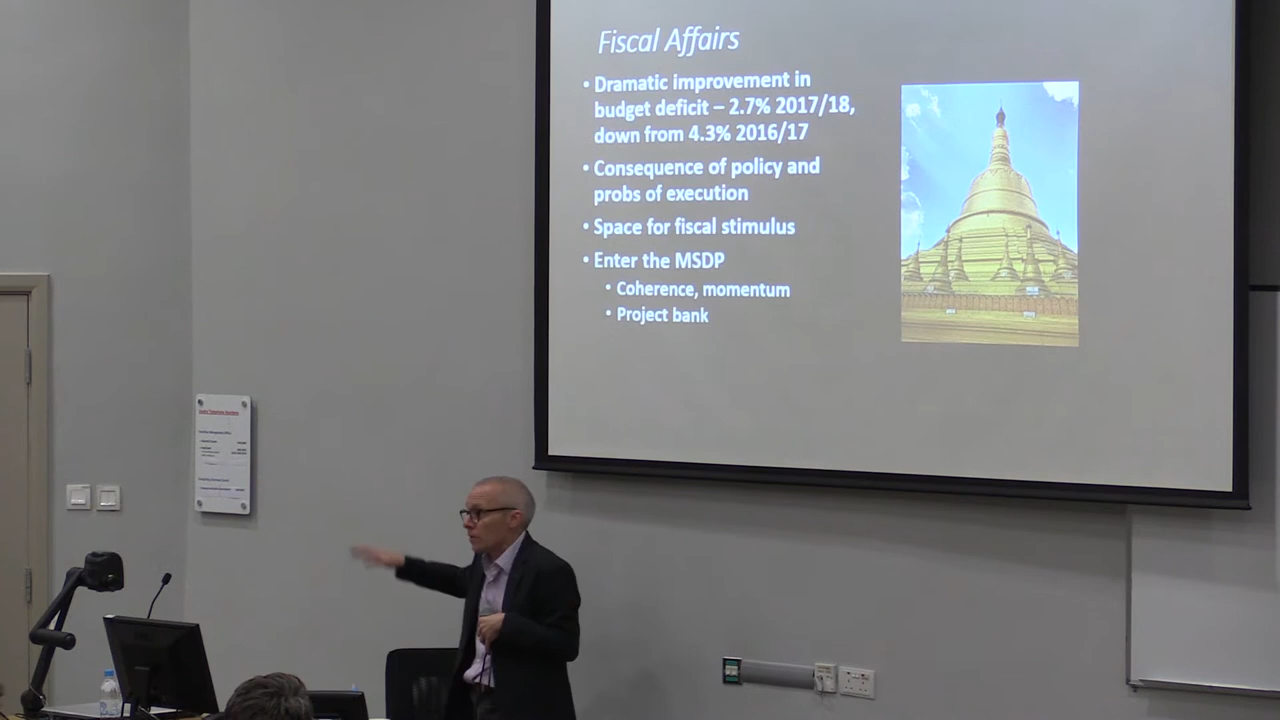 Fiscal Affairs
• Dramatic improvement in
budget deficit – 2.7% 2017/18,
down from 4.3% 2016/17
• Consequence of policy and
probs of execution
• Space for fiscal stimulus
• Enter the MSDP
• Coherence, momentum
• Project bank